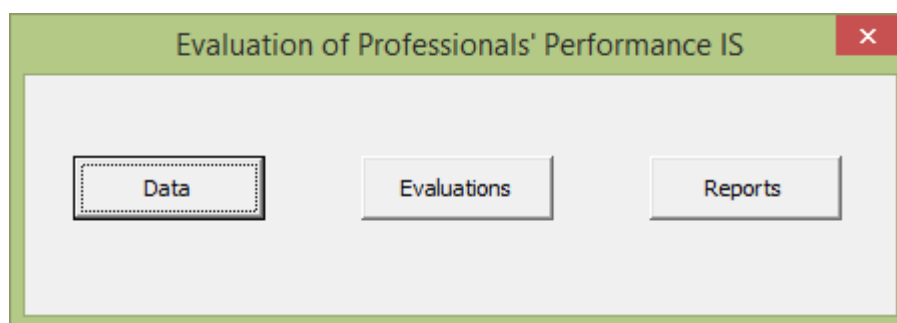 Evaluation of Professionals' Performance IS
Data
Evaluations
Reports